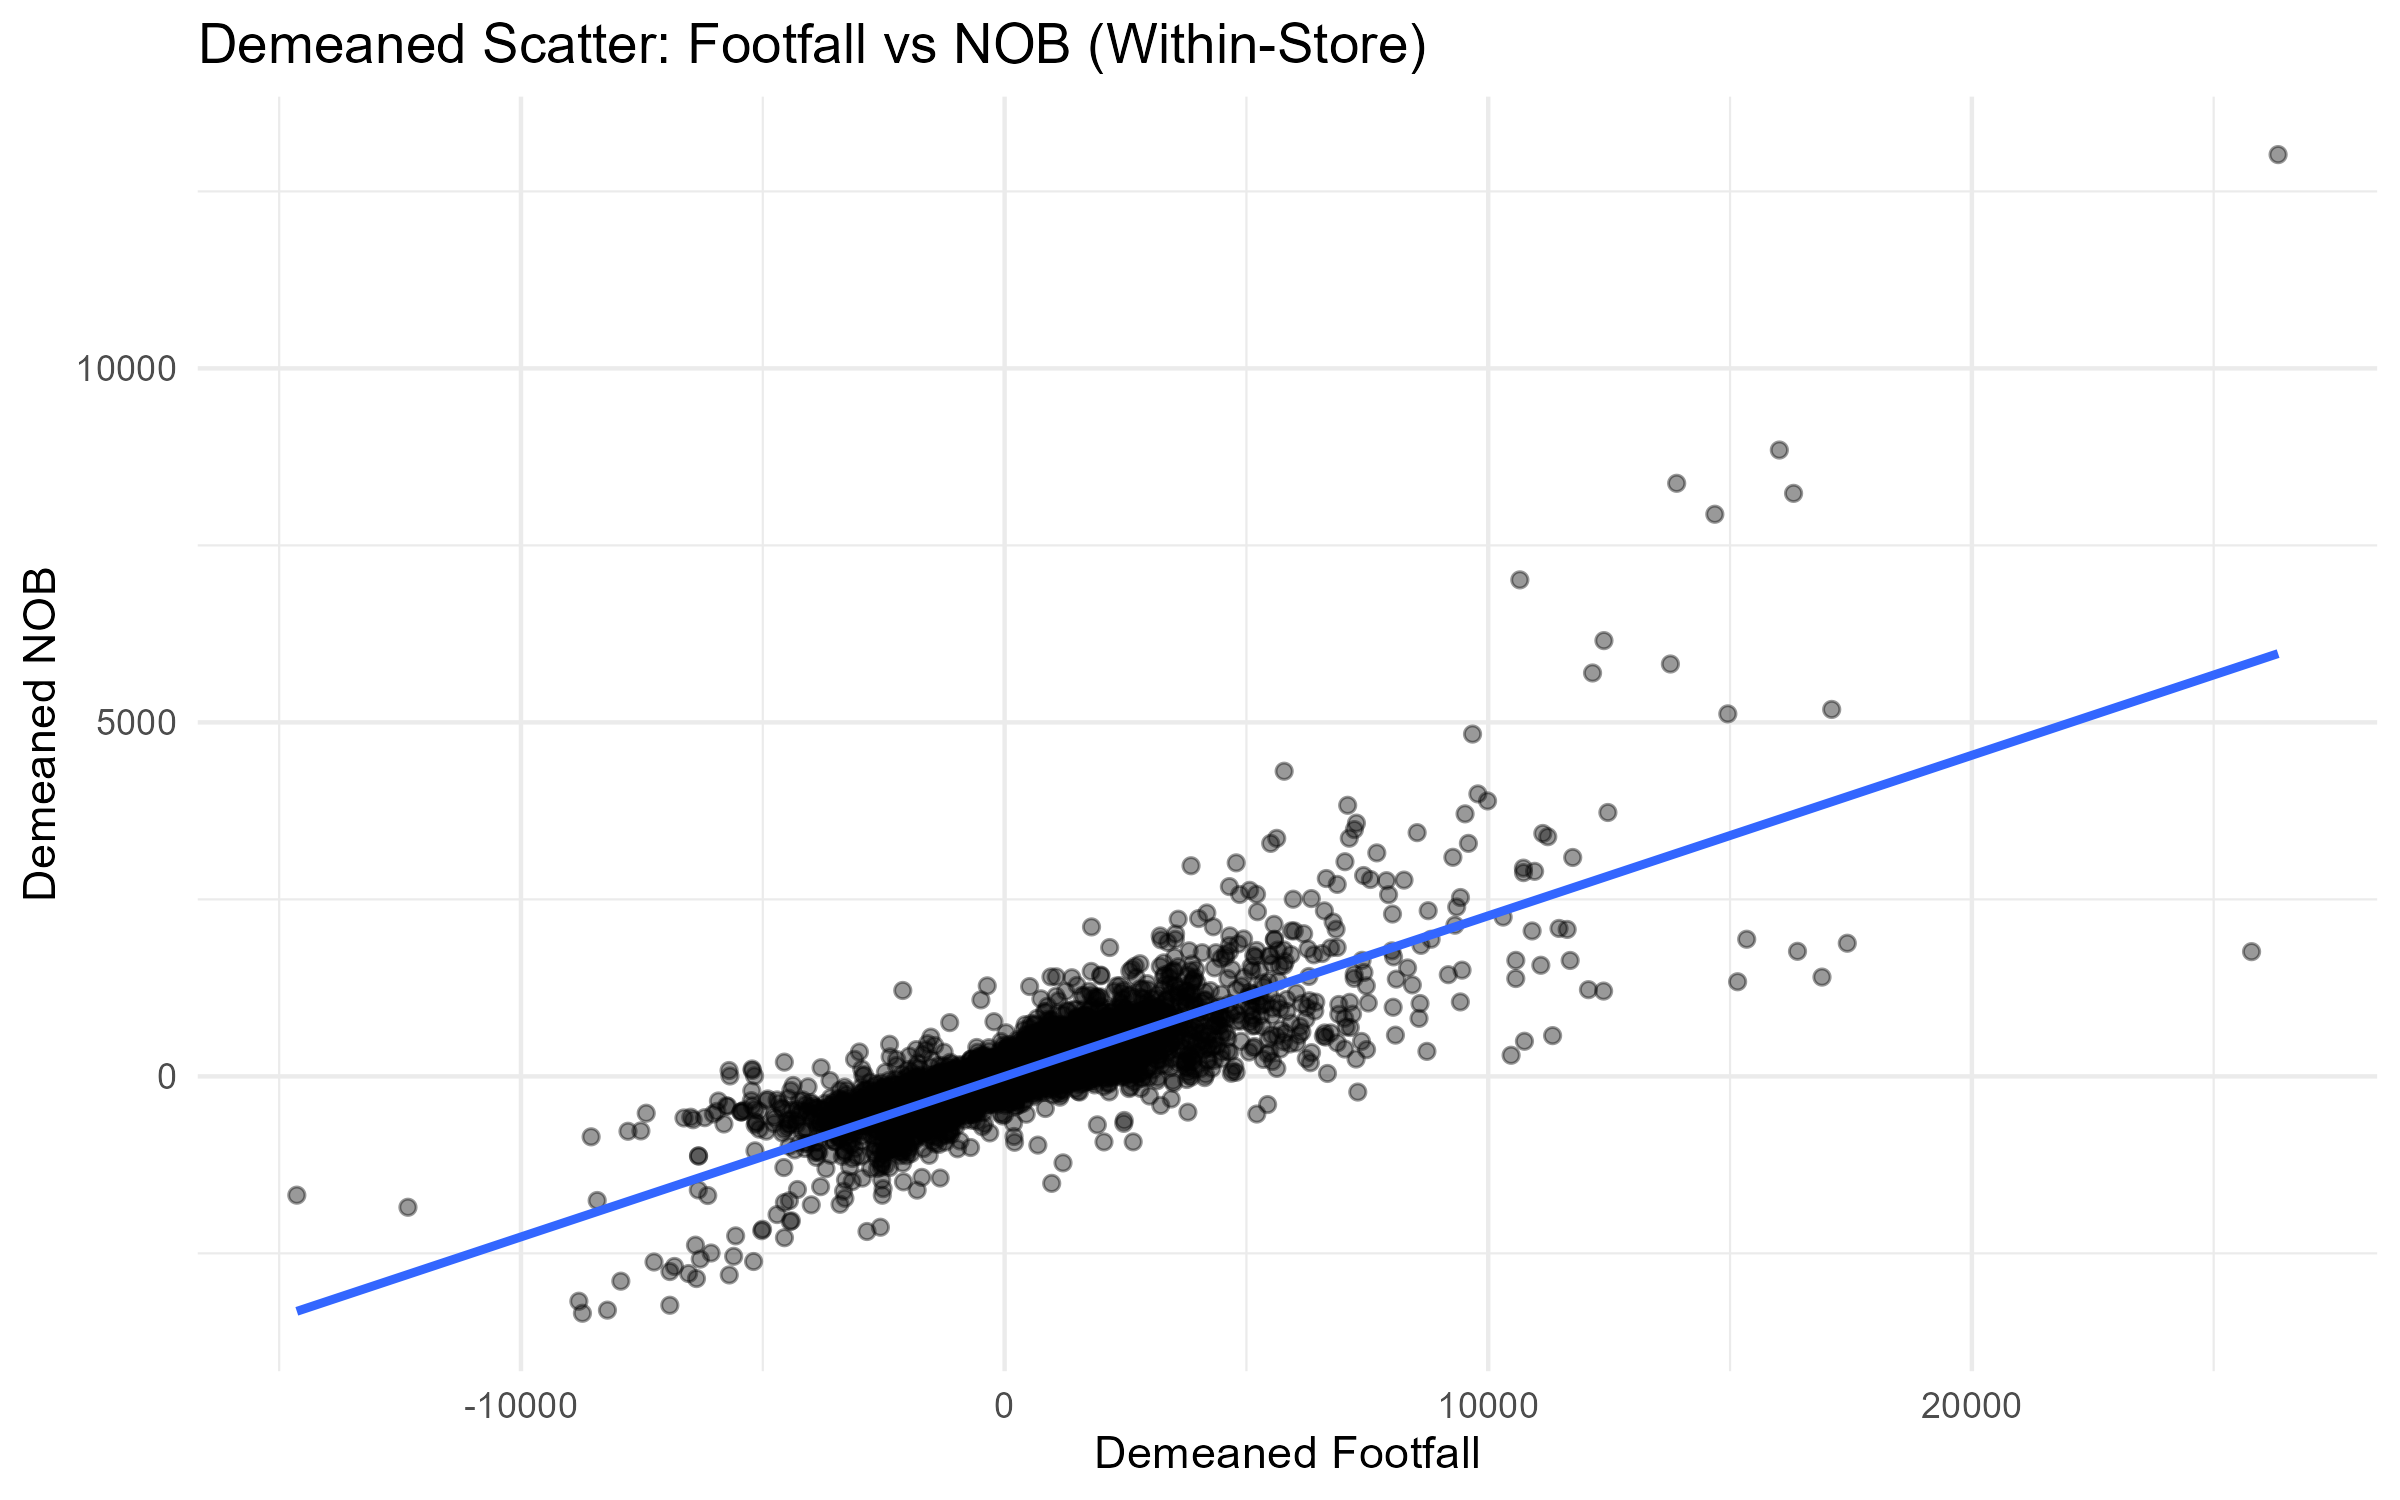 Demeaned Scatter: Footfall vs NOB (Within-Store)
10000
5000
0
Demeaned NOB
-10000 0 10000 20000
Demeaned Footfall